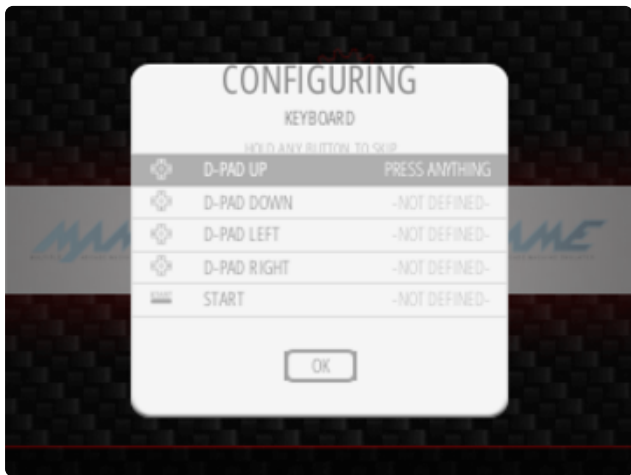 CONFIGURING
KEYBOARD
HOLD ANY BUTTON TO SKIP
D-PAD UP PRESS ANYTHING
D-PAD DOWN -NOT DEFINED-
D-PAD LEFT -NOT DEFINED-
D-PAD RIGHT -NOT DEFINED-
START -NOT DEFINED-
OK